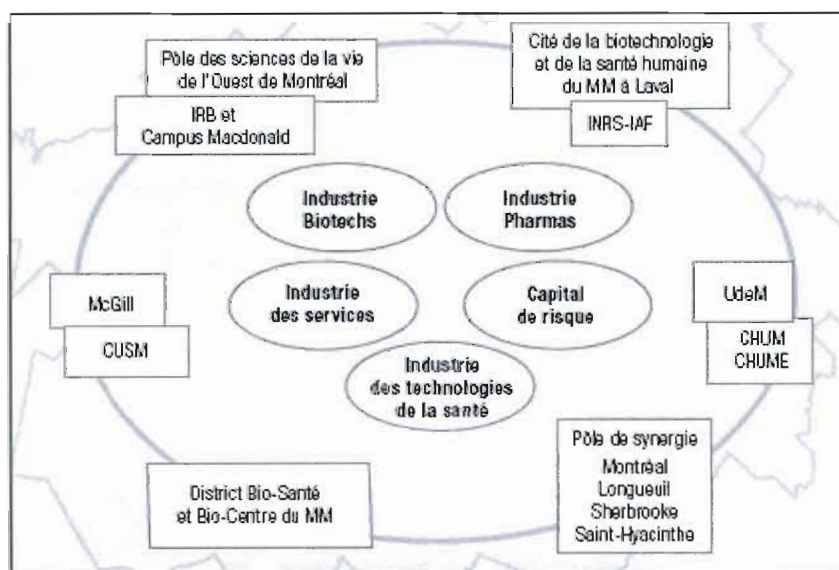 Pôle des sciences de la vie
de l'Ouest de Montréal
IRB et
Campus Macdonald
Cité de la biotechnologie
et de la santé humaine
du MM à Laval
INRS-IAF
Industrie
Biotechs
Industrie
Pharmas
Industrie
des services
Capital
de risque
Industrie
des technologies
de la santé
McGill
CUSM
UdeM
CHUM
CHUME
District Bio-Santé
et Bio-Centre du MM
Pôle de synergie
Montréal
Longueuil
Sherbrooke
Saint-Hyacinthe